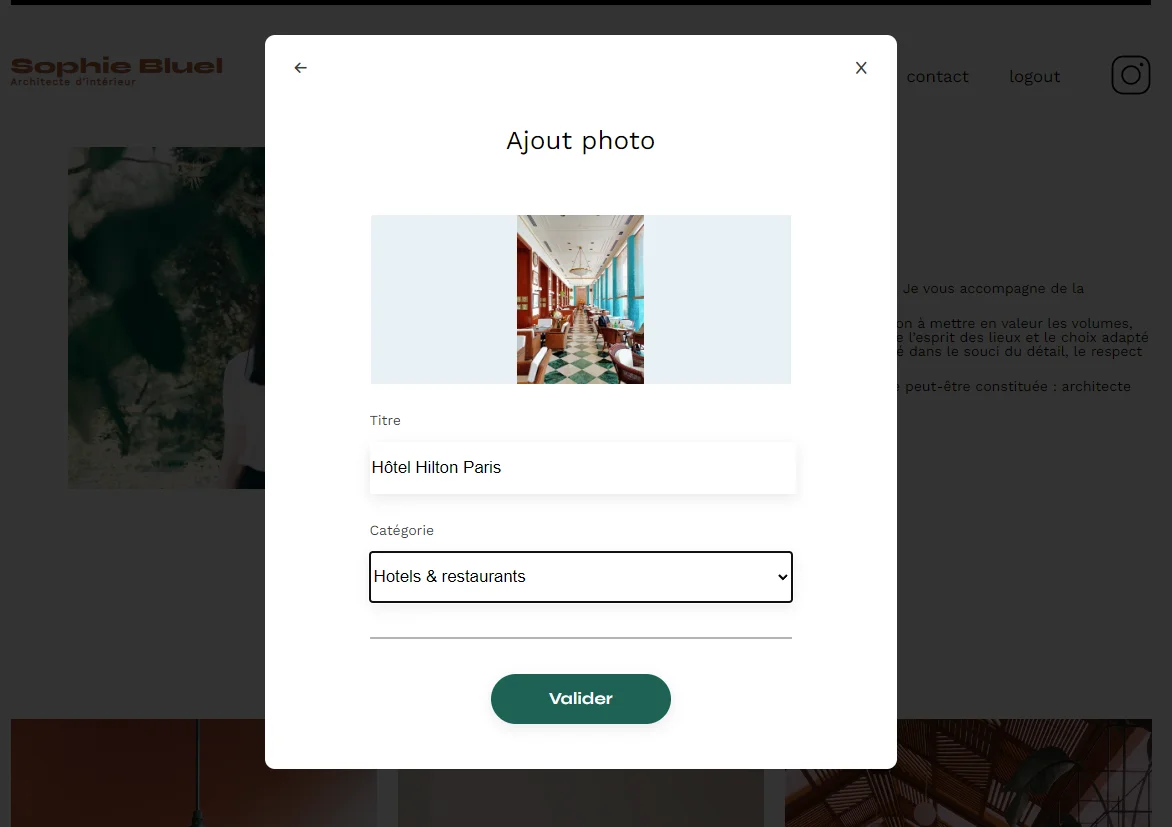 Sophie Bluel
Architecte d'intérieur
contact
logout
Ajout photo
Je vous accompagne de la
on à mettre en valeur les volumes,
e l'esprit des lieux et le choix adapté
é dans le souci du détail, le respect
e peut-être constituée : architecte
Titre
Hôtel Hilton Paris
Catégorie
Hotels & restaurants
Valider